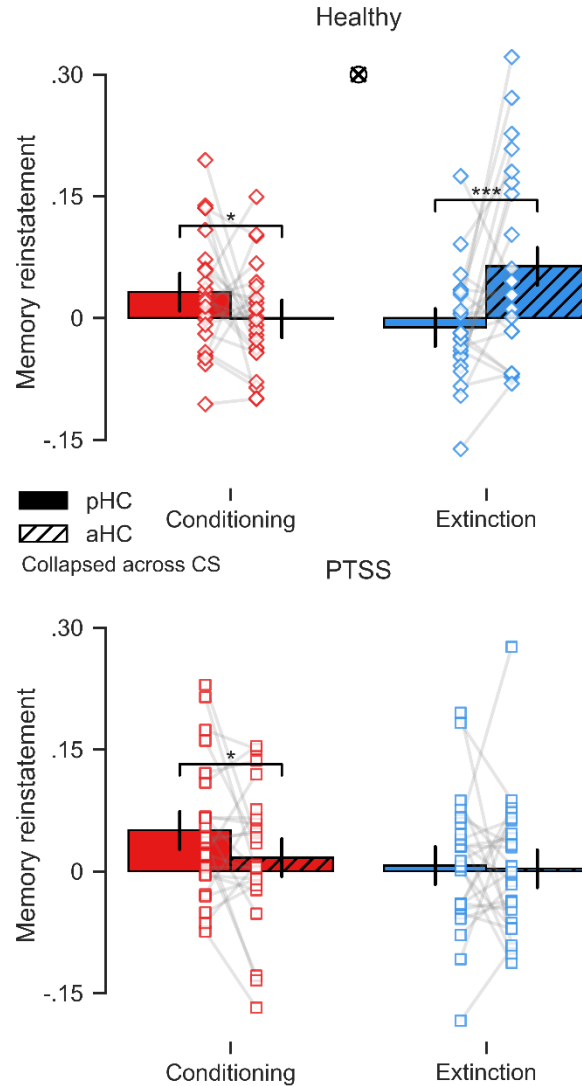 Healthy
Memory reinstatement
.30
.15
0
-.15
*
***
Conditioning
Extinction
pHC
aHC
Collapsed across CS
PTSS
Memory reinstatement
.30
.15
0
-.15
*
Conditioning
Extinction